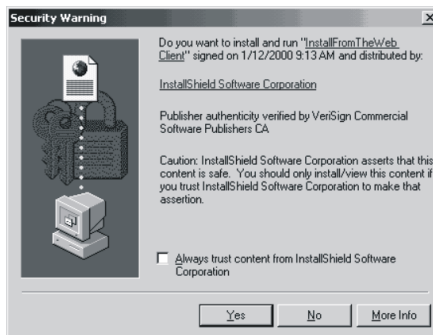 Security Warning
Do you want to install and run "InstallFromTheWeb
Client" signed on 1/12/2000 9:13 AM and distributed by:
InstallShield Software Corporation
Publisher authenticity verified by VeriSign Commercial
Software Publishers CA
Caution: InstallShield Software Corporation asserts that this
content is safe. You should only install/view this content if
you trust InstallShield Software Corporation to make that
assertion.
Always trust content from InstallShield Software
Corporation
Yes No More Info